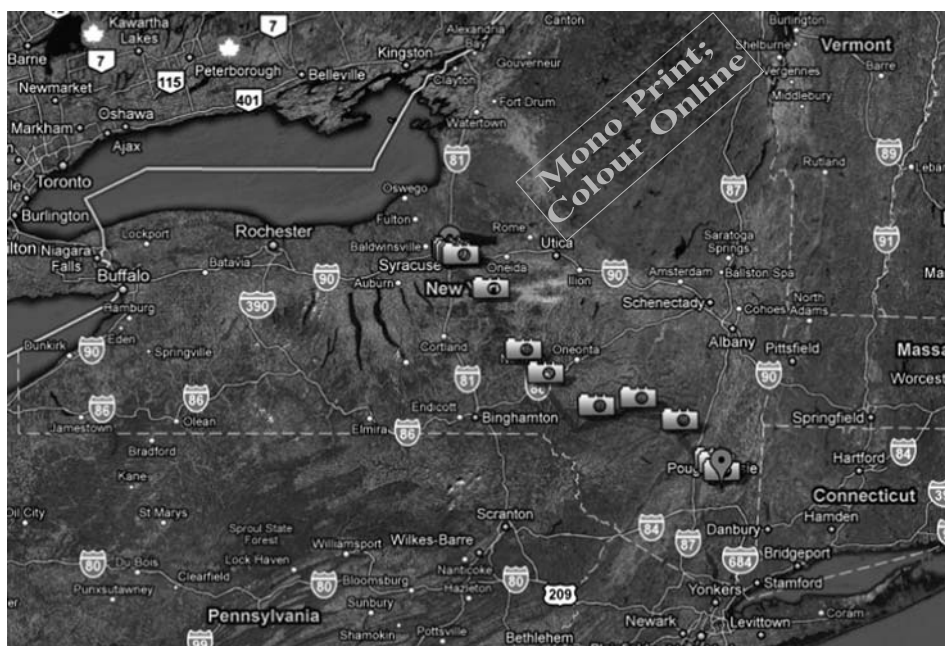 Kawartha
Lakes
7
Barrie
7
Peterborough
115
Newmarket
401
Belleville
Kingston
Alexandria
Bay
Canton
Gouverneur
Clayton
Fort Drum
Watertown
Markham
Oshawa
Ajax
Toronto
Burlington
Niagara
Falls
Buffalo
Lockport
Batavia
Rochester
90
390
Hamburg
Eden
Dunkirk
90
Springville
86
86
Jamestown
Olean
Bradford
Kane
Oil City
St Marys
Sproul State
Forest
Lock Haven
Williamsport
80
Du Bois
Clearfield
Punxsutawney
80
Bloomsburg
Sunbury
Pennsylvania
Shamokin
Pottsville
99
81
Oswego
Fulton
Baldwinsville
Syracuse
Auburn
Rome
Utica
Oneida
Ilion
90
New
Cortland
81
Oneonta
Endicott
Binghamton
Elmira
86
Scranton
Wilkes-Barre
Nanticoke
Hazleton
80
209
Bethlehem
Mono Print;
Colour Online
Burlington
Shelburne
Vergennes
Middlebury
Vermont
Barre
Rutland
89
87
91
Saratoga
Springs
Amsterdam
Ballston Spa
Schenectady
Cohoes
North
Adams
Albany
Pittsfield
90
Springfield
Hartford
84
Connecticut
Danbury
Hamden
84
87
684
Bridgeport
Stamford
Yonkers
Newark
Levittown
Coram